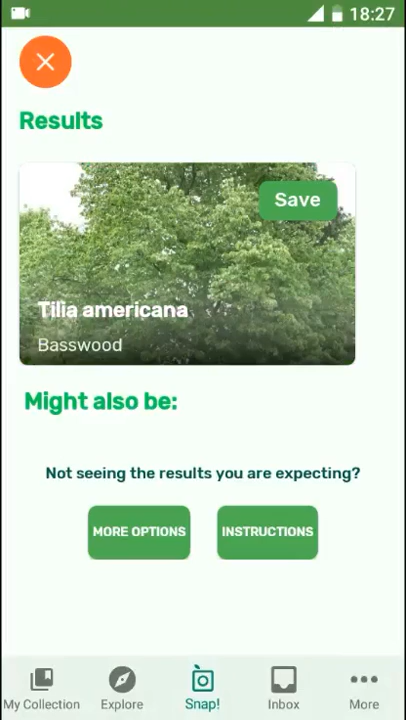 18:27
Results
Save
Tilia americana
Basswood
Might also be:
Not seeing the results you are expecting?
MORE OPTIONS
INSTRUCTIONS
My Collection
Explore
Snap!
Inbox
More